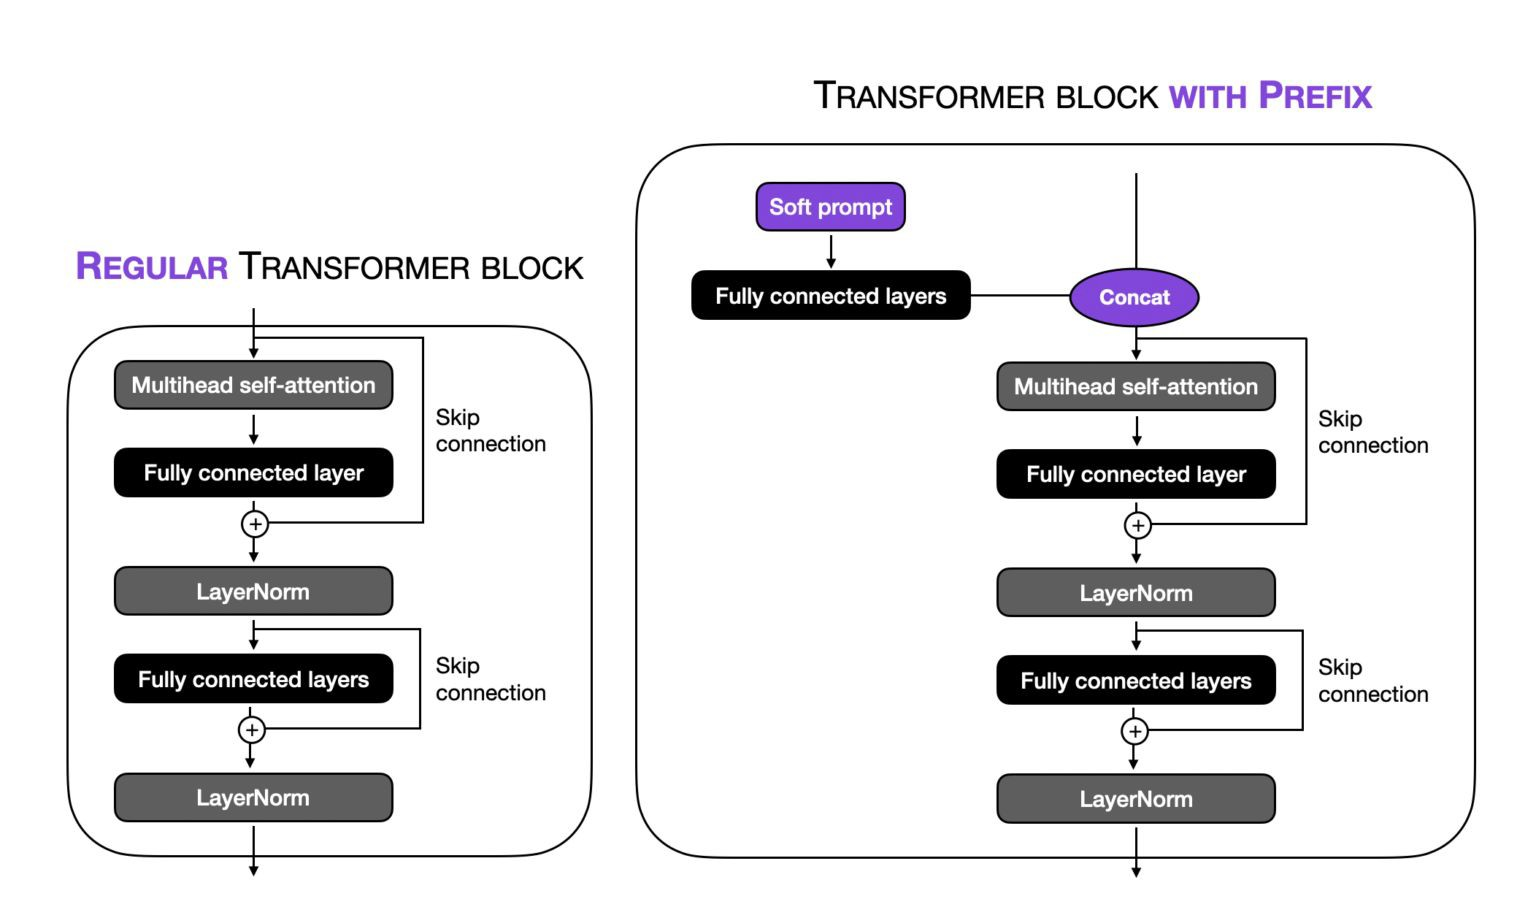 REGULAR TRANSFORMER BLOCK
Multihead self-attention
Skip
connection
Fully connected layer
+
LayerNorm
Fully connected layers
Skip
connection
+
LayerNorm
TRANSFORMER BLOCK WITH PREFIX
Soft prompt
Fully connected layers
Concat
Multihead self-attention
Skip
connection
Fully connected layer
+
LayerNorm
Fully connected layers
Skip
connection
+
LayerNorm